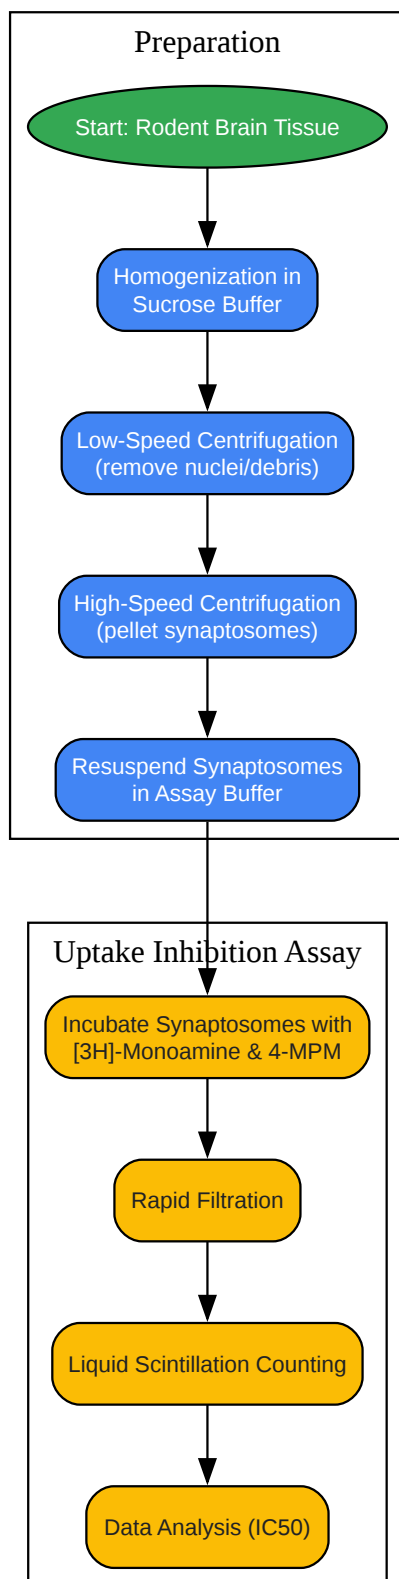 Preparation
Start: Rodent Brain Tissue
Homogenization in
Sucrose Buffer
Low-Speed Centrifugation
(remove nuclei/debris)
High-Speed Centrifugation
(pellet synaptosomes)
Resuspend Synaptosomes
in Assay Buffer
Uptake Inhibition Assay
Incubate Synaptosomes with
[3H]-Monoamine & 4-MPM
Rapid Filtration
Liquid Scintillation Counting
Data Analysis (IC50)